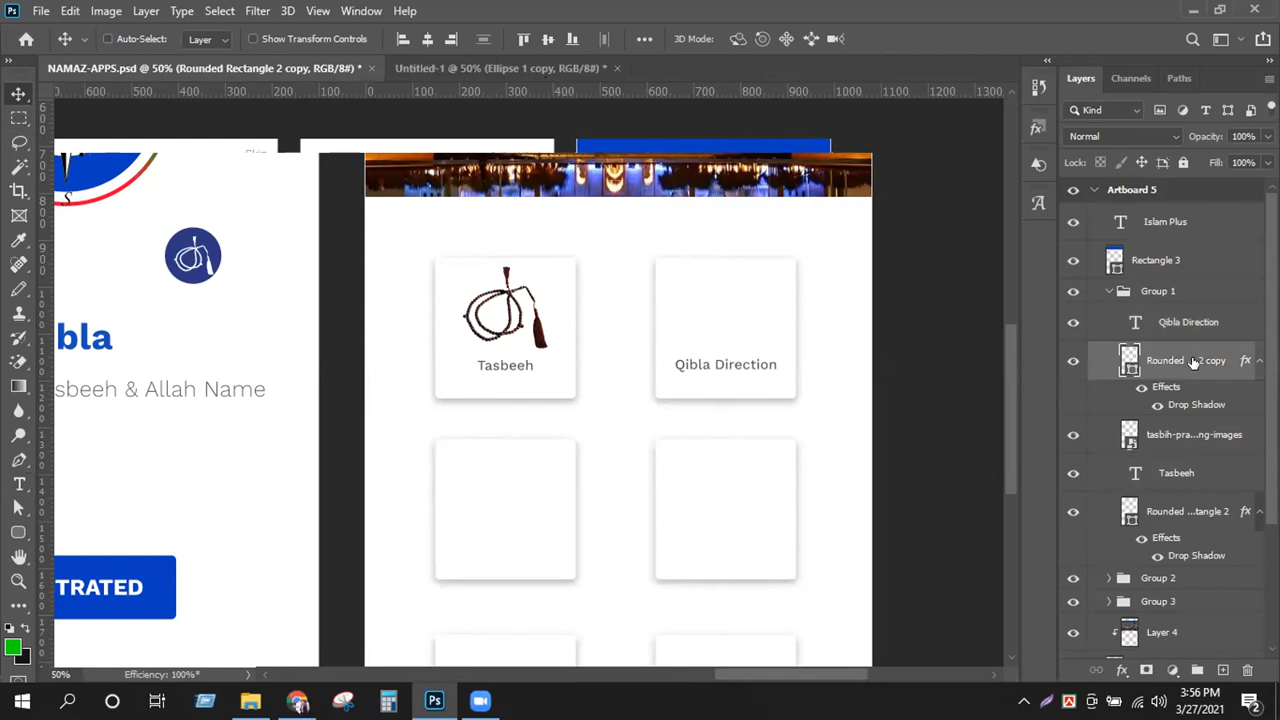 Ps File Edit Image Layer Type Select Filter 3D View Window Help
Auto-Select: Layer Show Transform Controls 3D Mode:
NAMAZ-APPS.psd @ 50% (Rounded Rectangle 2 copy, RGB/8#) * × Untitled-1 @ 50% (Ellipse 1 copy, RGB/8#) * ×
600 500 400 300 200 100 0 100 200 300 400 500 600 700 800 900 1000 1100 1200 1300
Layers Channels Paths
Kind
Normal Opacity: 100%
Lock: Fill: 100%
Artboard 5
Islam Plus
Rectangle 3
Group 1
Qibla Direction
Rounded ...2 copy fx
Effects
Drop Shadow
tasbih-pra...ng-images
Tasbeeh
Rounded ...tangle 2 fx
Effects
Drop Shadow
Group 2
Group 3
Layer 4
S
Tasbeeh
Qibla Direction
bla
sbeeh & Allah Name
TRATED
50% Efficiency: 100%*
3:56 PM
3/27/2021
2